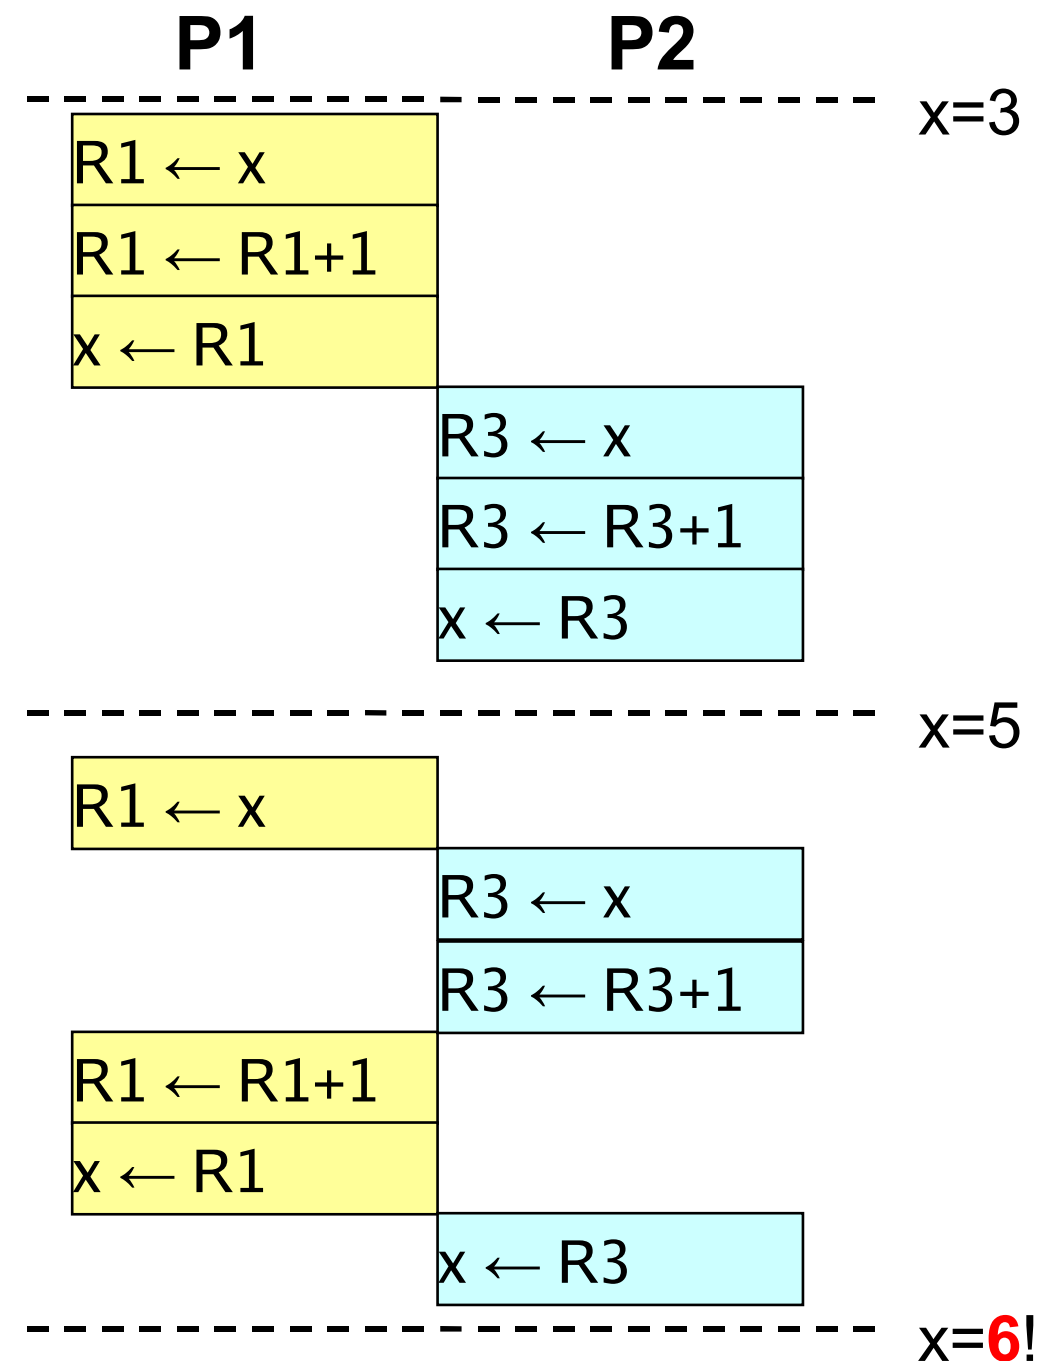 P1 P2
x=3
R1 ← x
R1 ← R1+1
x ← R1
R3 ← x
R3 ← R3+1
x ← R3
x=5
R1 ← x
R3 ← x
R3 ← R3+1
R1 ← R1+1
x ← R1
x ← R3
x=6!